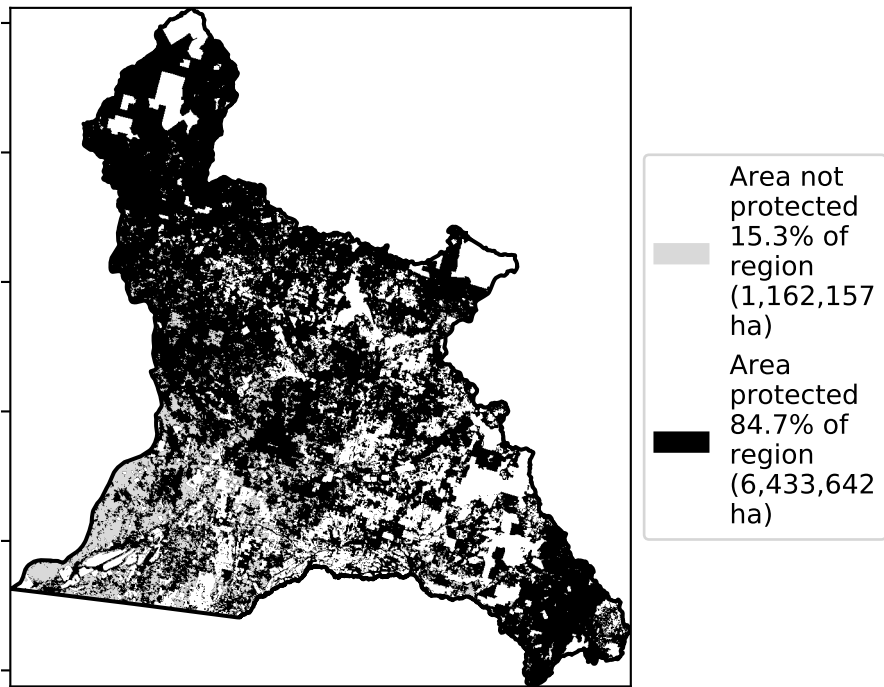 Area not
protected
15.3% of
region
(1,162,157
ha)
Area
protected
84.7% of
region
(6,433,642
ha)